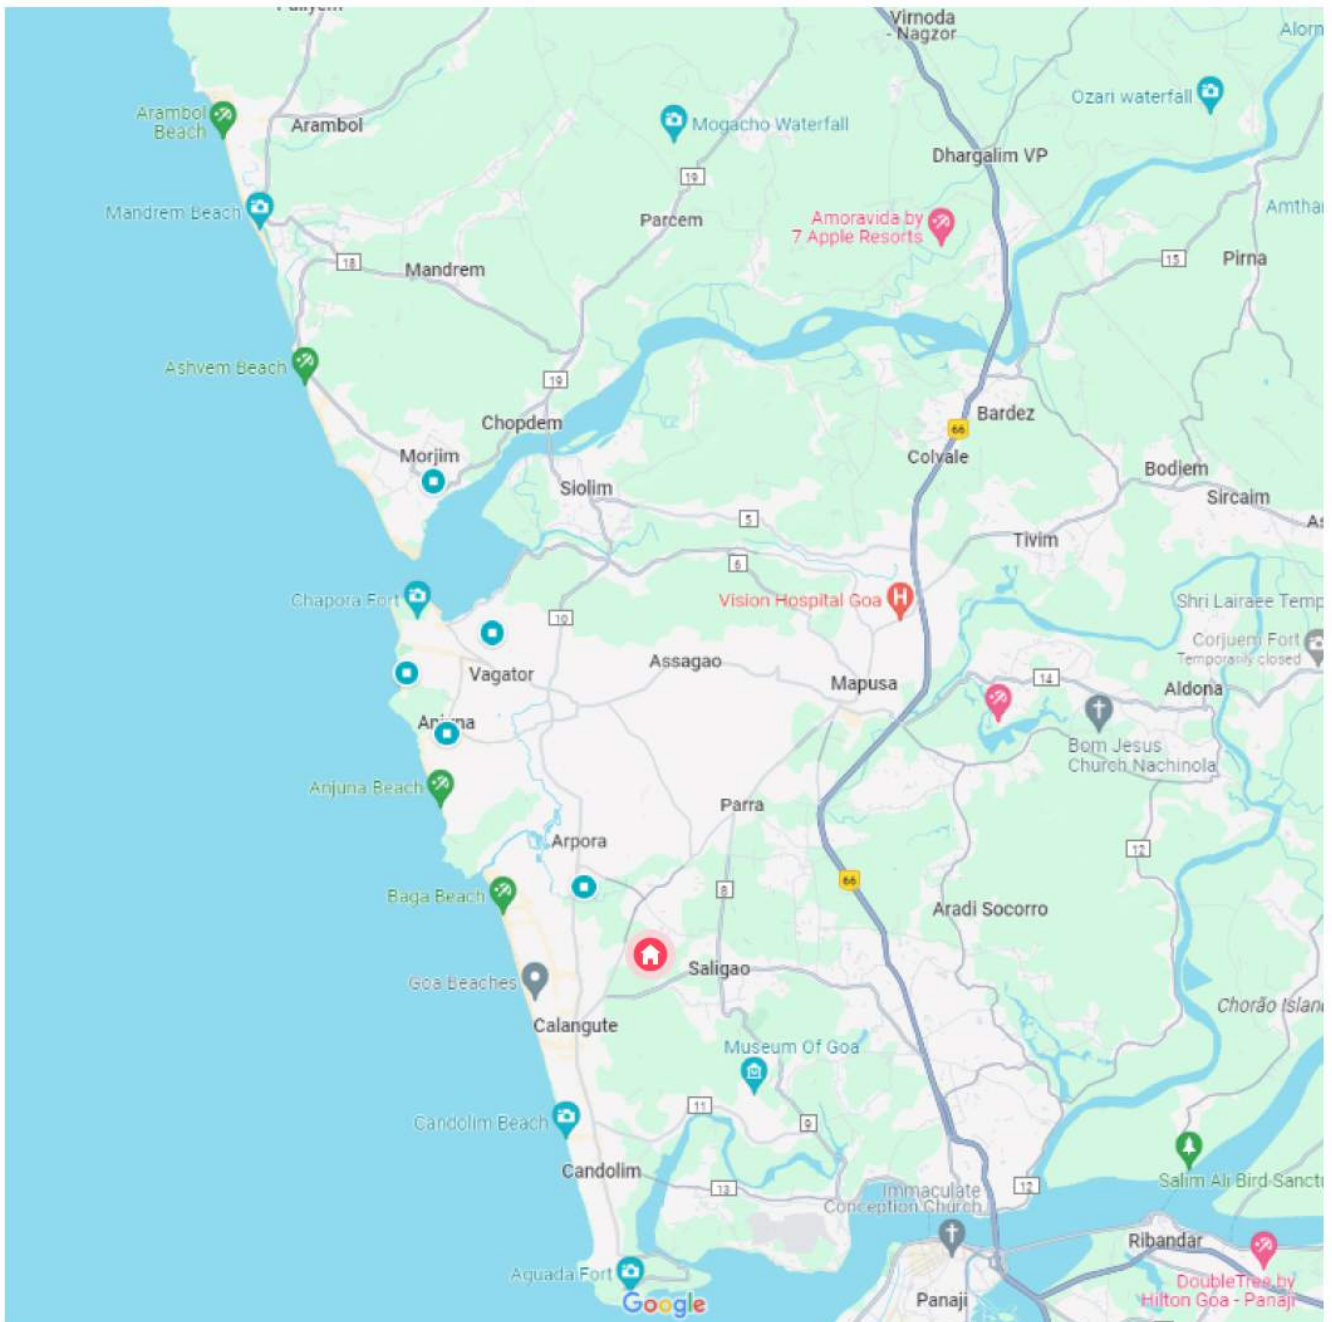 Virnoda
- Nagzor
Arambol
Beach
Arambol
Mogacho Waterfall
Ozari waterfall
Dhargalim VP
19
Mandrem Beach
Parcem
Amoravida by
7 Apple Resorts
18
Mandrem
15
Pirna
Ashvem Beach
19
Chopdem
Bardez
66
Colvale
Morjim
Siolim
Bodiem
Sircaim
5
Tivim
6
Chapora Fort
Vision Hospital Goa
10
Shri Lairaee Temp
Corjuem Fort
Temporarily closed
Assagao
Vagator
Mapusa
14
Aldona
Bom Jesus
Church Nachinola
Anjuna Beach
Parra
Arpora
12
66
8
Baga Beach
Aradi Socorro
Saligao
Goa Beaches
Chorão Islan
Calangute
Museum Of Goa
11
9
Candolim Beach
Candolim
13
12
Immaculate
Conception Church
Salim Ali Bird Sanct
Ribandar
Aguada Fort
Google
Panaji
DoubleTree by
Hilton Goa - Panaji